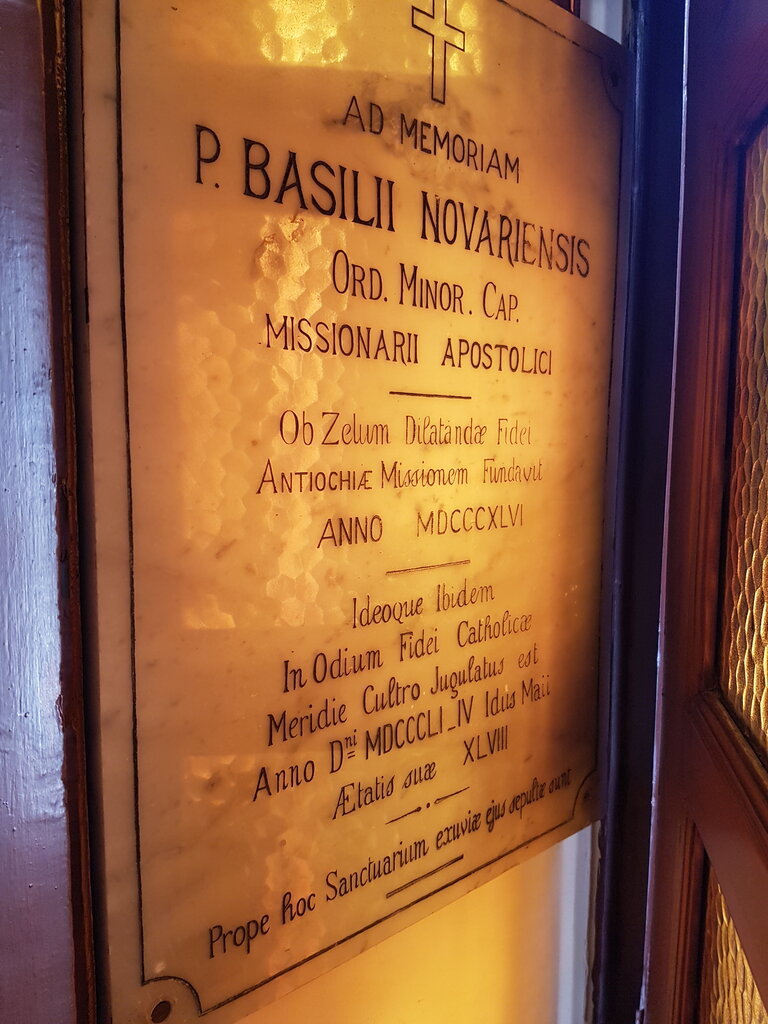 AD MEMORIAM
P. BASILII NOVARIENSIS
ORD. MINOR. CAP.
MISSIONARII APOSTOLICI
Ob Zelum Dilatandæ Fidei
ANTIOCHIÆ Missionem Fundavit
ANNO MDCCCXLVI
Ideoque Ibidem
In Odium Fidei Catholicæ
Meridie Cultro Jugulatus est
Anno Dni MDCCCLI_IV Idus Maii
Ætatis suæ XLVIII
Prope hoc Sanctuarium exuviæ ejus sepultæ sunt